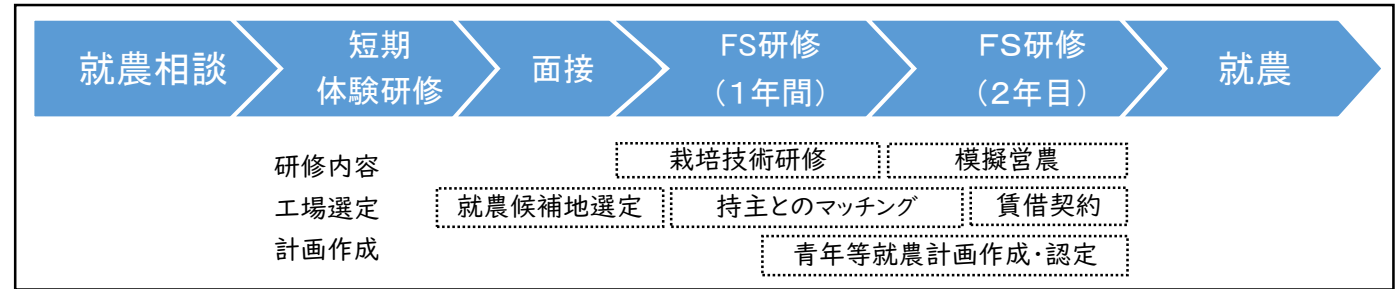 就農相談
短期
体験研修
面接
FS研修
（1年間）
ＦＳ研修
（２年目）
就農
研修内容
栽培技術研修
模擬営農
工場選定
就農候補地選定
持主とのマッチング
賃借契約
計画作成
青年等就農計画作成・認定